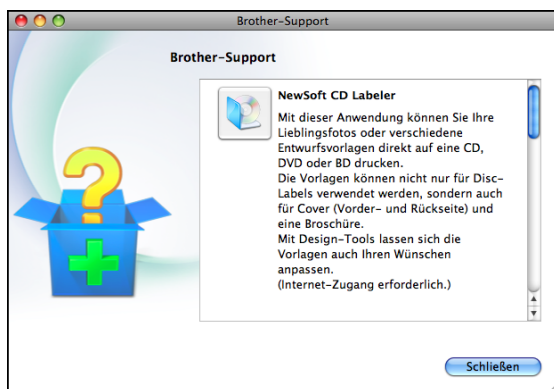 Brother-Support
Brother-Support
NewSoft CD Labeler
Mit dieser Anwendung können Sie Ihre
Lieblingsfotos oder verschiedene
Entwurfsvorlagen direkt auf eine CD,
DVD oder BD drucken.
Die Vorlagen können nicht nur für Disc-
Labels verwendet werden, sondern auch
für Cover (Vorder- und Rückseite) und
eine Broschüre.
Mit Design-Tools lassen sich die
Vorlagen auch Ihren Wünschen
anpassen.
(Internet-Zugang erforderlich.)
Schließen